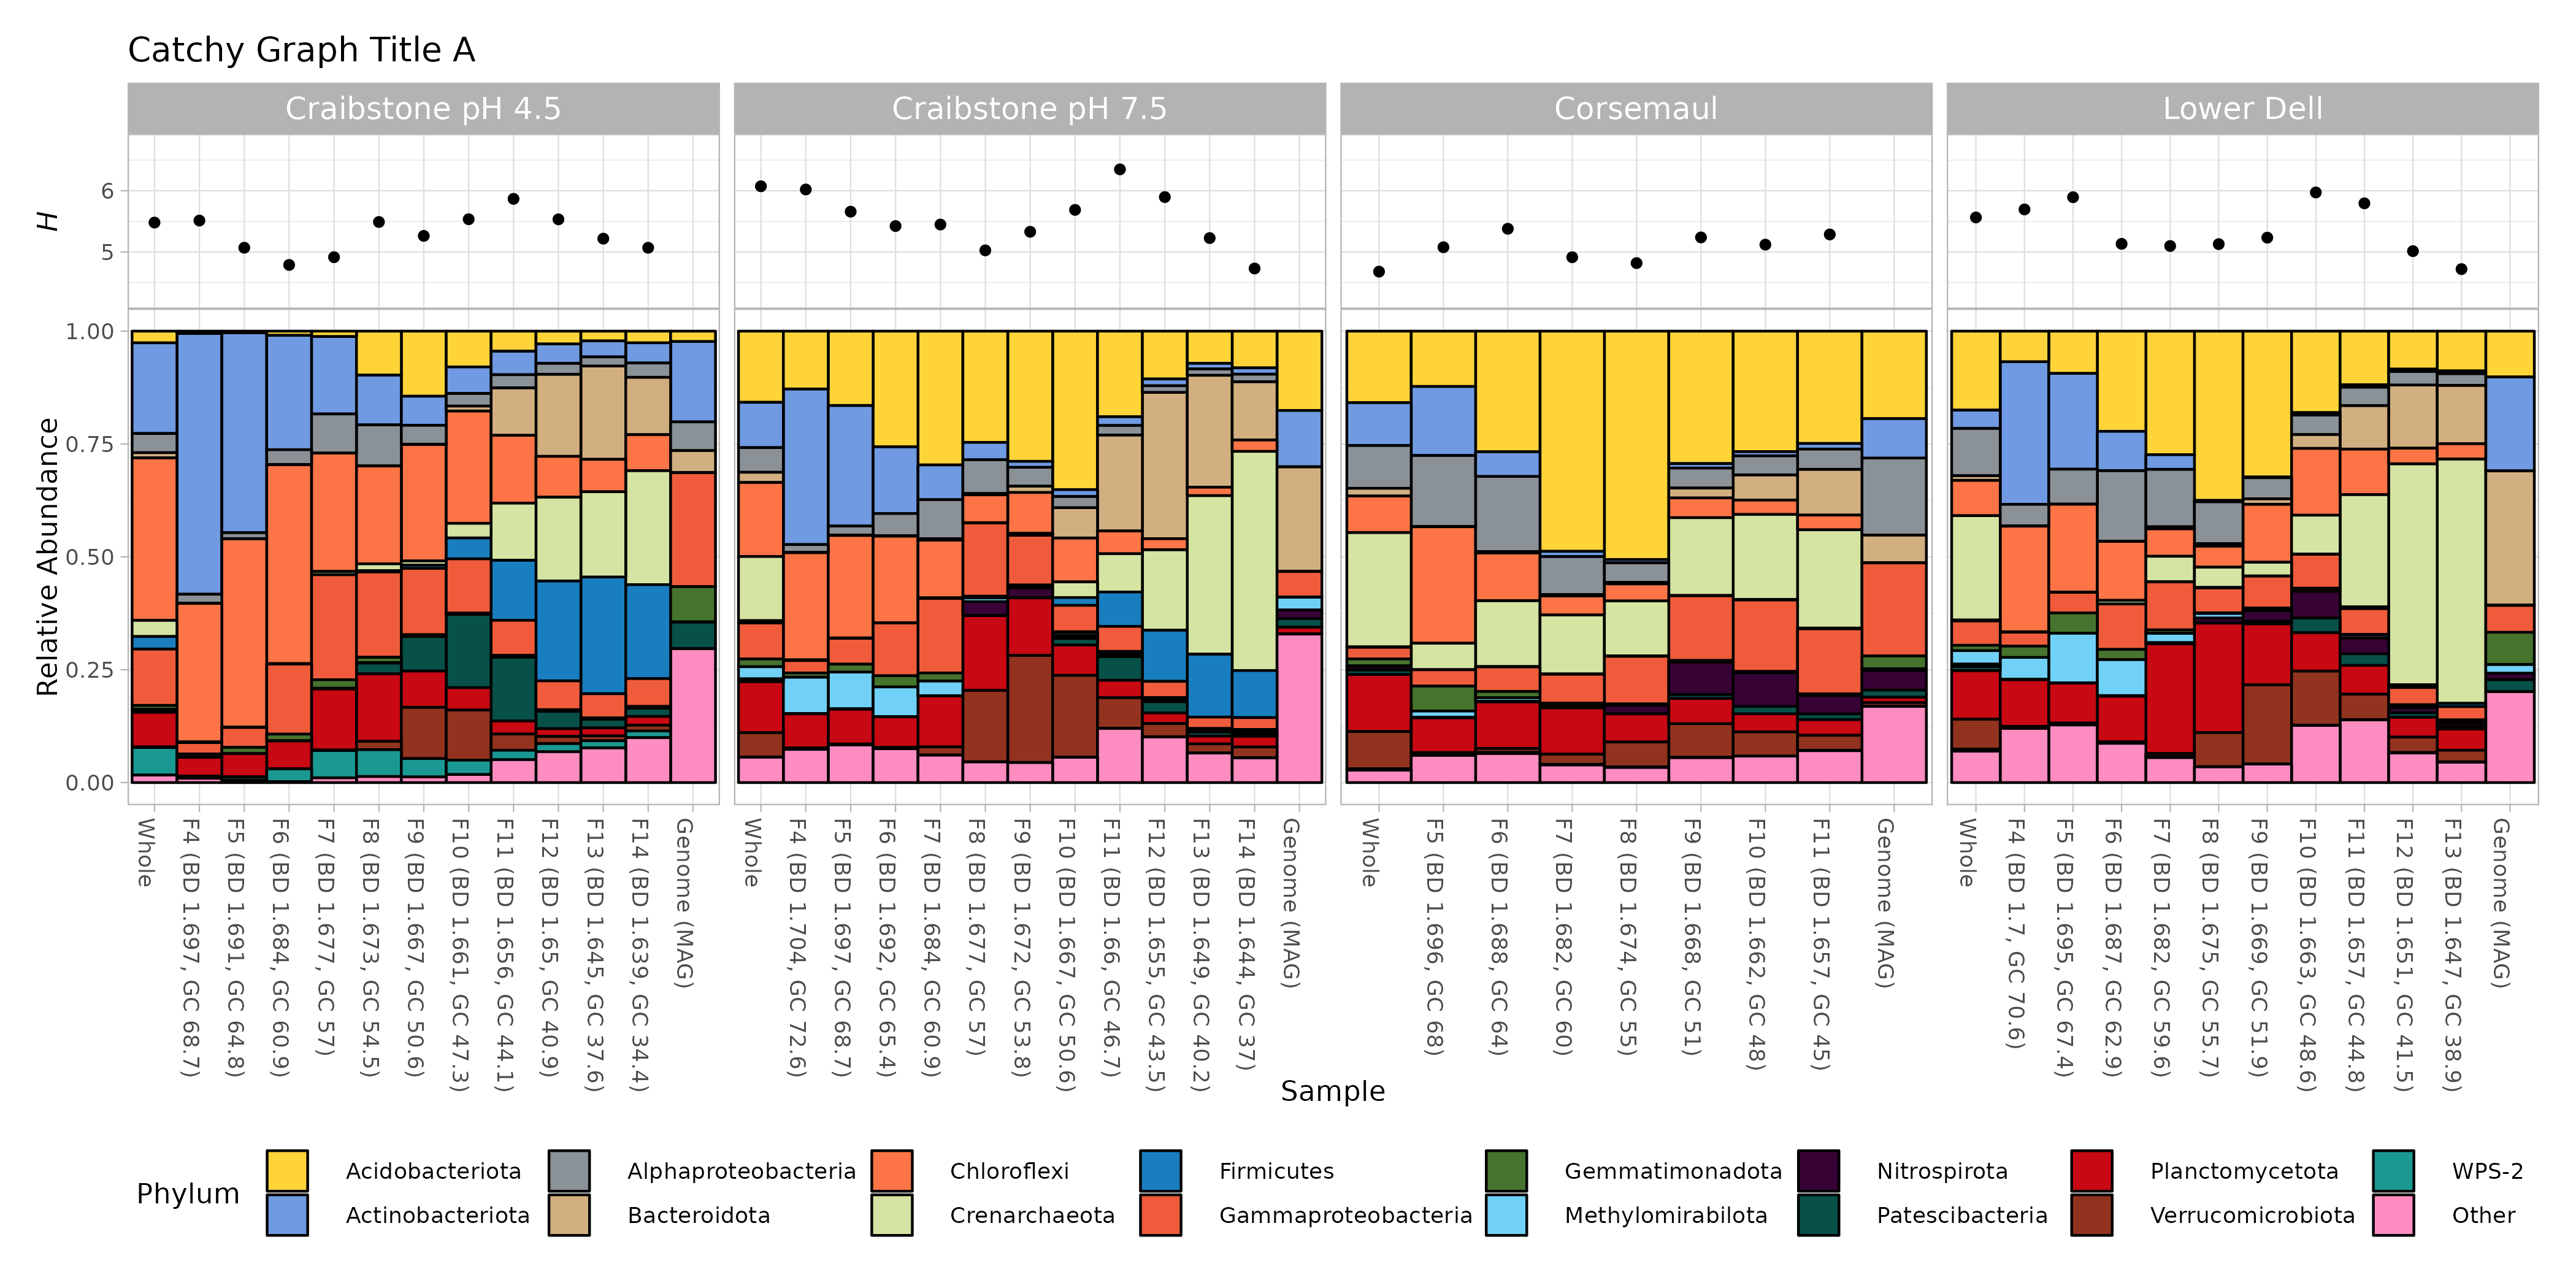 Catchy Graph Title A
Craibstone pH 4.5
Craibstone pH 7.5
Corsemaul
Lower Dell
H
6
5
Relative Abundance
1.00
0.75
0.50
0.25
0.00
Whole
F4 (BD 1.697, GC 68.7)
F5 (BD 1.691, GC 64.8)
F6 (BD 1.684, GC 60.9)
F7 (BD 1.677, GC 57)
F8 (BD 1.673, GC 54.5)
F9 (BD 1.667, GC 50.6)
F10 (BD 1.661, GC 47.3)
F11 (BD 1.656, GC 44.1)
F12 (BD 1.65, GC 40.9)
F13 (BD 1.645, GC 37.6)
F14 (BD 1.639, GC 34.4)
Genome (MAG)
Whole
F4 (BD 1.704, GC 72.6)
F5 (BD 1.697, GC 68.7)
F6 (BD 1.692, GC 65.4)
F7 (BD 1.684, GC 60.9)
F8 (BD 1.677, GC 57)
F9 (BD 1.672, GC 53.8)
F10 (BD 1.667, GC 50.6)
F11 (BD 1.66, GC 46.7)
F12 (BD 1.655, GC 43.5)
F13 (BD 1.649, GC 40.2)
F14 (BD 1.644, GC 37)
Genome (MAG)
Whole
F5 (BD 1.696, GC 68)
F6 (BD 1.688, GC 64)
F7 (BD 1.682, GC 60)
F8 (BD 1.674, GC 55)
F9 (BD 1.668, GC 51)
F10 (BD 1.662, GC 48)
F11 (BD 1.657, GC 45)
Genome (MAG)
Whole
F4 (BD 1.7, GC 70.6)
F5 (BD 1.695, GC 67.4)
F6 (BD 1.687, GC 62.9)
F7 (BD 1.682, GC 59.6)
F8 (BD 1.675, GC 55.7)
F9 (BD 1.669, GC 51.9)
F10 (BD 1.663, GC 48.6)
F11 (BD 1.657, GC 44.8)
F12 (BD 1.651, GC 41.5)
F13 (BD 1.647, GC 38.9)
Genome (MAG)
Sample
Phylum
Acidobacteriota
Actinobacteriota
Alphaproteobacteria
Bacteroidota
Chloroflexi
Crenarchaeota
Firmicutes
Gammaproteobacteria
Gemmatimonadota
Methylomirabilota
Nitrospirota
Patescibacteria
Planctomycetota
Verrucomicrobiota
WPS-2
Other